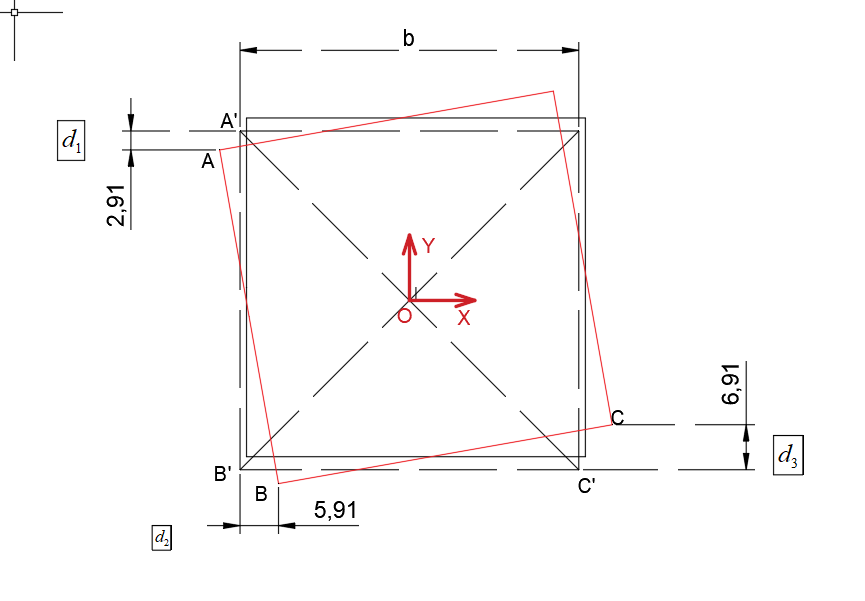 b
A'
d₁
A
2,91
Y
O
X
6,91
C
d₃
B'
B
C'
5,91
d₂